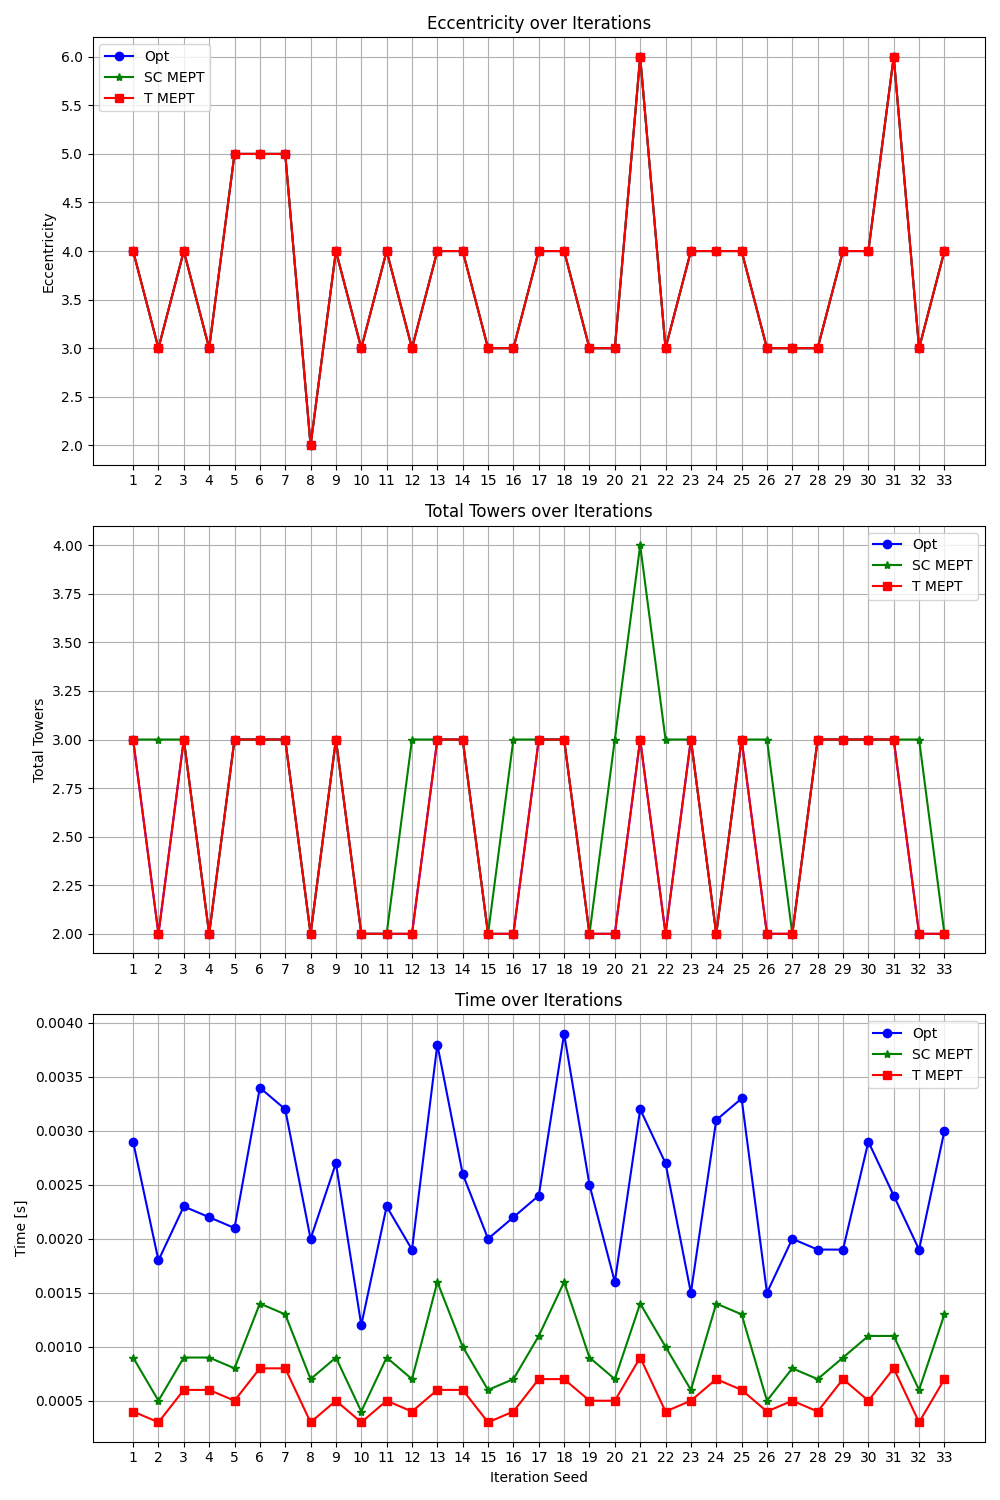 Eccentricity over Iterations
Opt
SC MEPT
T MEPT
6.0
5.5
5.0
4.5
4.0
3.5
3.0
2.5
2.0
Eccentricity
1 2 3 4 5 6 7 8 9 10 11 12 13 14 15 16 17 18 19 20 21 22 23 24 25 26 27 28 29 30 31 32 33
Total Towers over Iterations
Opt
SC MEPT
T MEPT
4.00
3.75
3.50
3.25
3.00
2.75
2.50
2.25
2.00
Total Towers
1 2 3 4 5 6 7 8 9 10 11 12 13 14 15 16 17 18 19 20 21 22 23 24 25 26 27 28 29 30 31 32 33
Time over Iterations
Opt
SC MEPT
T MEPT
0.0040
0.0035
0.0030
0.0025
0.0020
0.0015
0.0010
0.0005
Time [s]
1 2 3 4 5 6 7 8 9 10 11 12 13 14 15 16 17 18 19 20 21 22 23 24 25 26 27 28 29 30 31 32 33
Iteration Seed